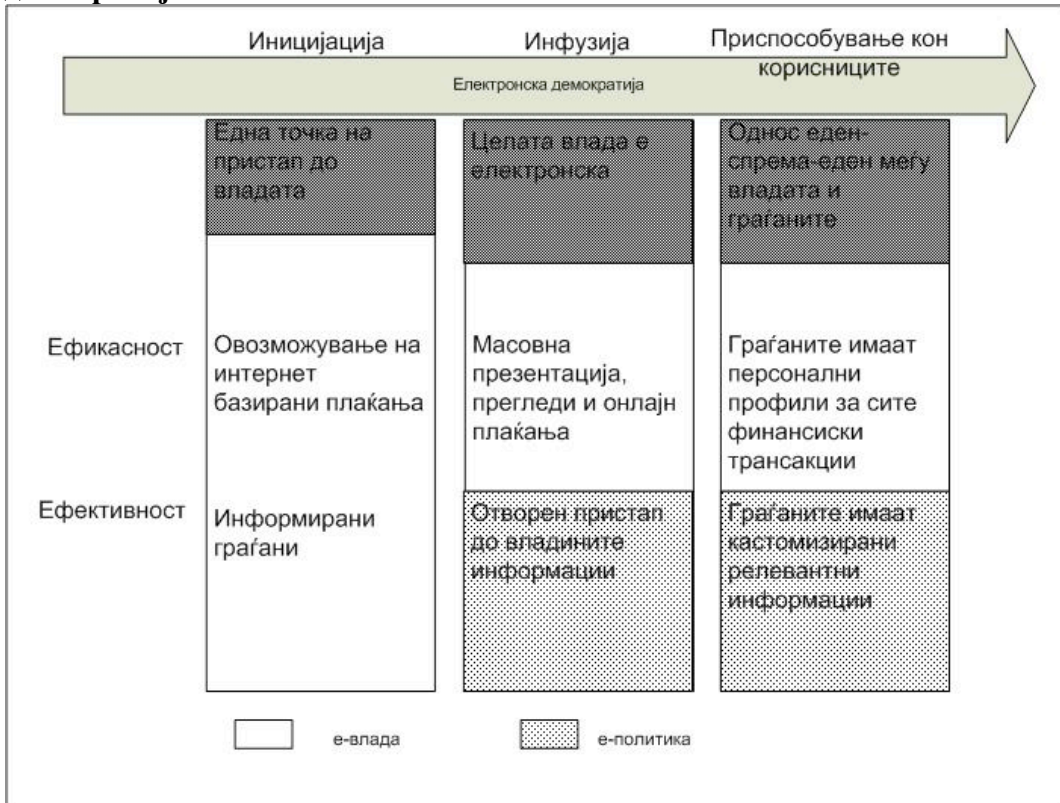 Иницијација
Инфузија
Приспособување кон
корисниците
Електронска демократија
Една точка на
пристап до
владата
Целата влада е
електронска
Однос еден-
спрема-еден меѓу
владата и
граѓаните
Ефикасност
Овозможување на
интернет
базирани плаќања
Масовна
презентација,
прегледи и онлајн
плаќања
Граѓаните имаат
персонални
профили за сите
финансиски
трансакции
Ефективност
Информирани
граѓани
Отворен пристап
до владините
информации
Граѓаните имаат
кастомизирани
релевантни
информации
е-влада
е-политика